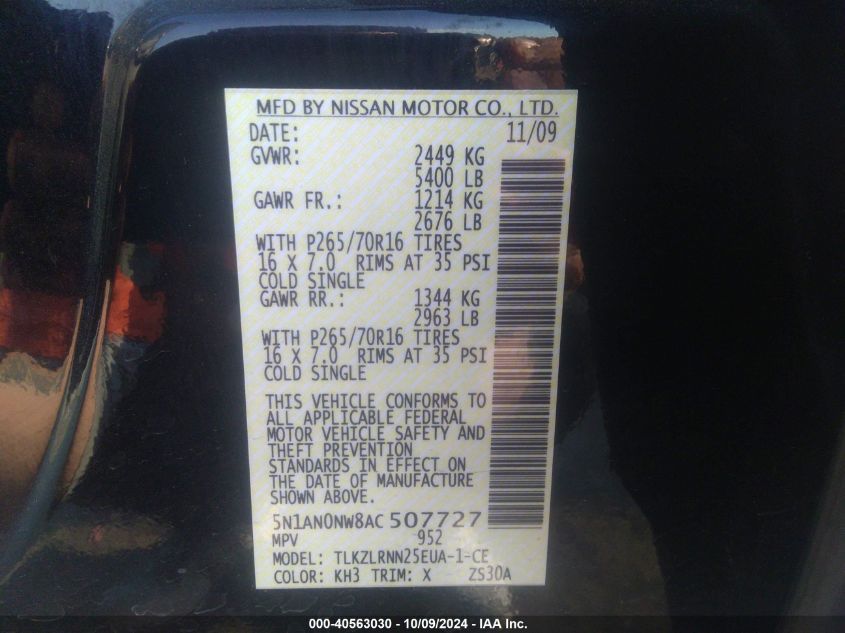 MFD BY NISSAN MOTOR CO., LTD.
DATE: 11/09
GVWR: 2449 KG
5400 LB
GAWR FR.: 1214 KG
2676 LB
WITH P265/70R16 TIRES
16 X 7.0 RIMS AT 35 PSI
COLD SINGLE
GAWR RR.: 1344 KG
2963 LB
WITH P265/70R16 TIRES
16 X 7.0 RIMS AT 35 PSI
COLD SINGLE
THIS VEHICLE CONFORMS TO
ALL APPLICABLE FEDERAL
MOTOR VEHICLE SAFETY AND
THEFT PREVENTION
STANDARDS IN EFFECT ON
THE DATE OF MANUFACTURE
SHOWN ABOVE.
5N1AN0NW8AC 507727
MPV 952
MODEL: TLKZLRNN25EUA-1-CE
COLOR: KH3 TRIM: X ZS30A
000-40563030 - 10/09/2024 - IAA Inc.